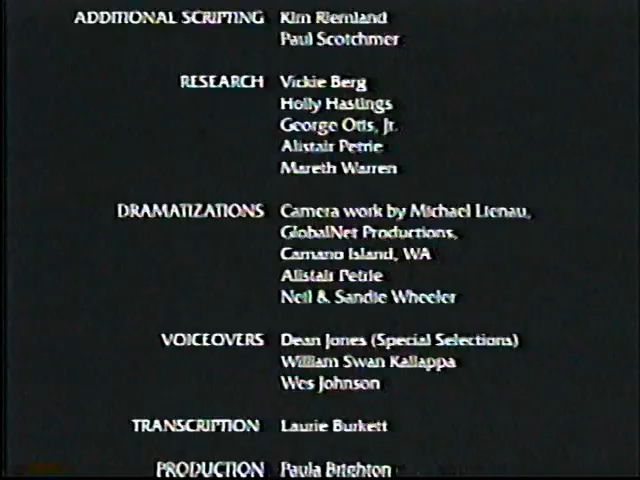 ADDITIONAL SCRIPTING Kim Riemland
Paul Scotchmer
RESEARCH Vickie Berg
Holly Hastings
George Otis, Jr.
Alistair Petrie
Mareth Warren
DRAMATIZATIONS Camera work by Michael Lienau,
GlobalNet Productions,
Camano Island, WA
Alistair Petrie
Neil & Sandie Wheeler
VOICEOVERS Dean Jones (Special Selections)
William Swan Kallappa
Wes Johnson
TRANSCRIPTION Laurie Burkett
PRODUCTION Paula Brighton